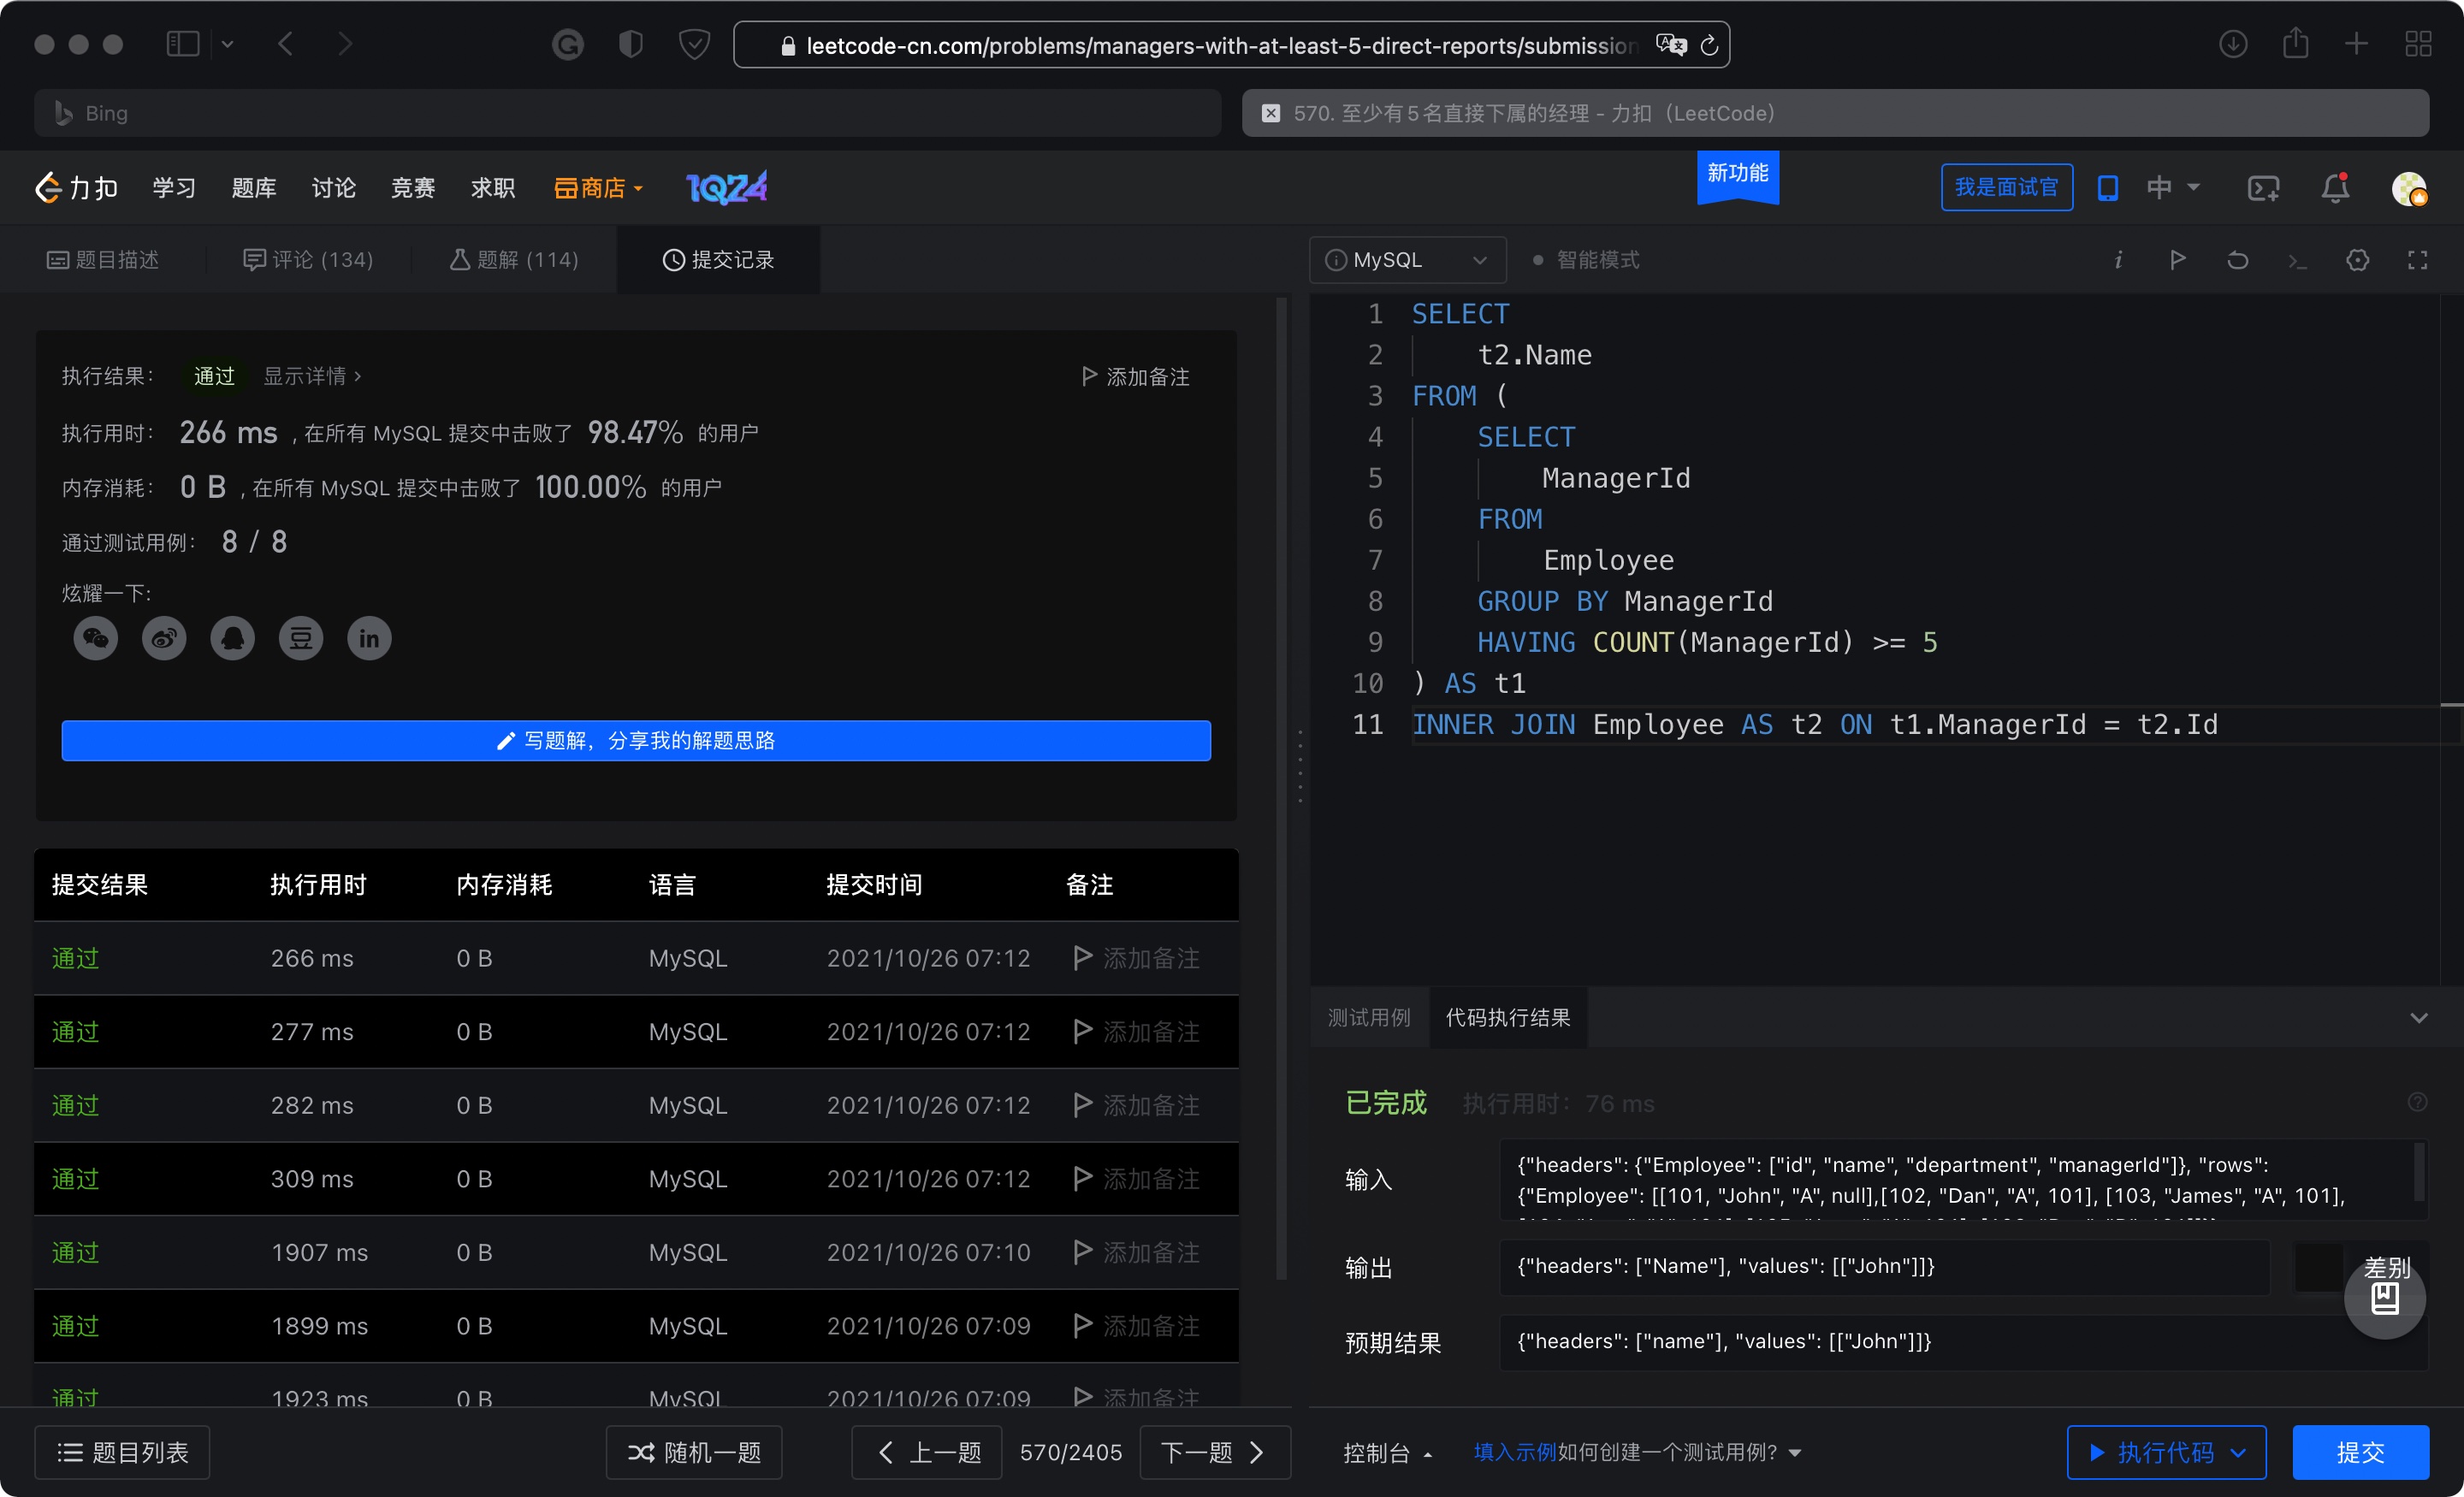 leetcode-cn.com/problems/managers-with-at-least-5-direct-reports/submission
Bing
570. 至少有5名直接下属的经理 - 力扣（LeetCode）
力扣 学习 题库 讨论 竞赛 求职 商店 1024 新功能 我是面试官 中
题目描述 评论 (134) 题解 (114) 提交记录
执行结果： 通过 显示详情 › 添加备注
执行用时： 266 ms ，在所有 MySQL 提交中击败了 98.47% 的用户
内存消耗： 0 B ，在所有 MySQL 提交中击败了 100.00% 的用户
通过测试用例： 8 / 8
炫耀一下:
写题解，分享我的解题思路
提交结果 执行用时 内存消耗 语言 提交时间 备注
通过 266 ms 0 B MySQL 2021/10/26 07:12 添加备注
通过 277 ms 0 B MySQL 2021/10/26 07:12 添加备注
通过 282 ms 0 B MySQL 2021/10/26 07:12 添加备注
通过 309 ms 0 B MySQL 2021/10/26 07:12 添加备注
通过 1907 ms 0 B MySQL 2021/10/26 07:10 添加备注
通过 1899 ms 0 B MySQL 2021/10/26 07:09 添加备注
通过 1923 ms 0 B MySQL 2021/10/26 07:09 添加备注
题目列表 随机一题 上一题 570/2405 下一题
MySQL 智能模式
1 SELECT
2 t2.Name
3 FROM (
4 SELECT
5 ManagerId
6 FROM
7 Employee
8 GROUP BY ManagerId
9 HAVING COUNT(ManagerId) >= 5
10 ) AS t1
11 INNER JOIN Employee AS t2 ON t1.ManagerId = t2.Id
测试用例 代码执行结果
已完成 执行用时：76 ms
输入
{"headers": {"Employee": ["id", "name", "department", "managerId"]}, "rows":
{"Employee": [[101, "John", "A", null],[102, "Dan", "A", 101], [103, "James", "A", 101],
输出 {"headers": ["Name"], "values": [["John"]]} 差别
预期结果 {"headers": ["name"], "values": [["John"]]}
控制台 填入示例 如何创建一个测试用例? 执行代码 提交